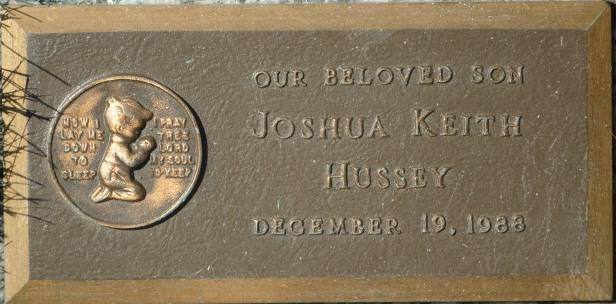 NOW I
LAY ME
DOWN
TO
SLEEP
I PRAY
THEE
LORD
MY SOUL
TO KEEP
OUR BELOVED SON
JOSHUA KEITH
HUSSEY
DECEMBER 19, 1988